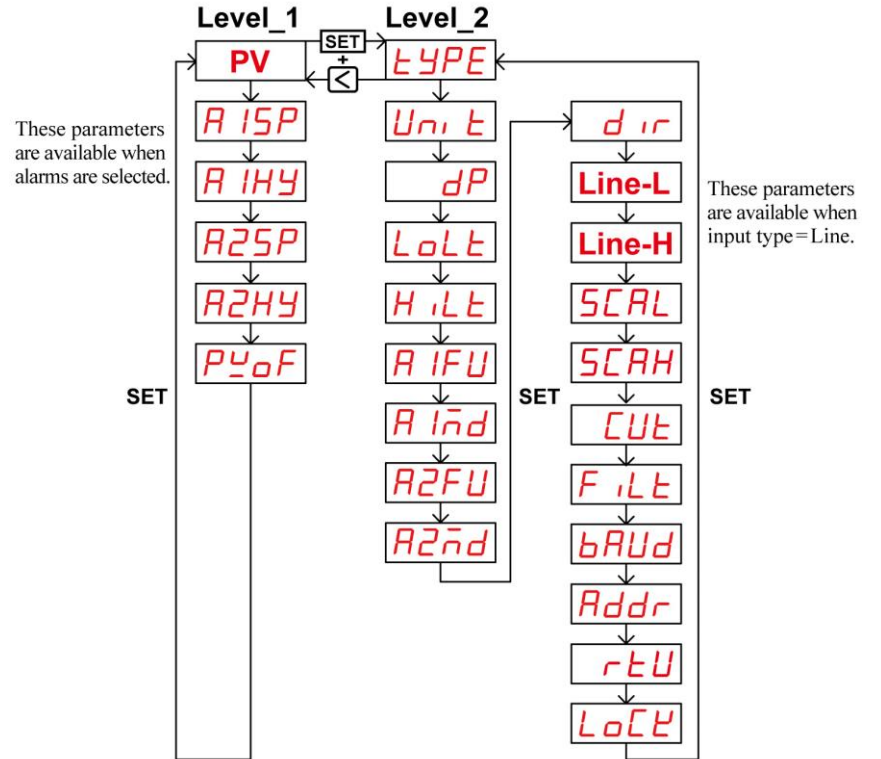 Level_1
Level_2
PV
SET
+
<
tYPE
These parameters
are available when
alarms are selected.
A1SP
A1HY
A2SP
A2HY
PVoF
SET
Unit
dP
LoLt
HiLt
A1FU
A1md
A2FU
A2md
SET
dir
Line-L
Line-H
SCAL
SCAH
CUt
FiLt
bAUd
Addr
rtU
LoCK
These parameters
are available when
input type=Line.
SET